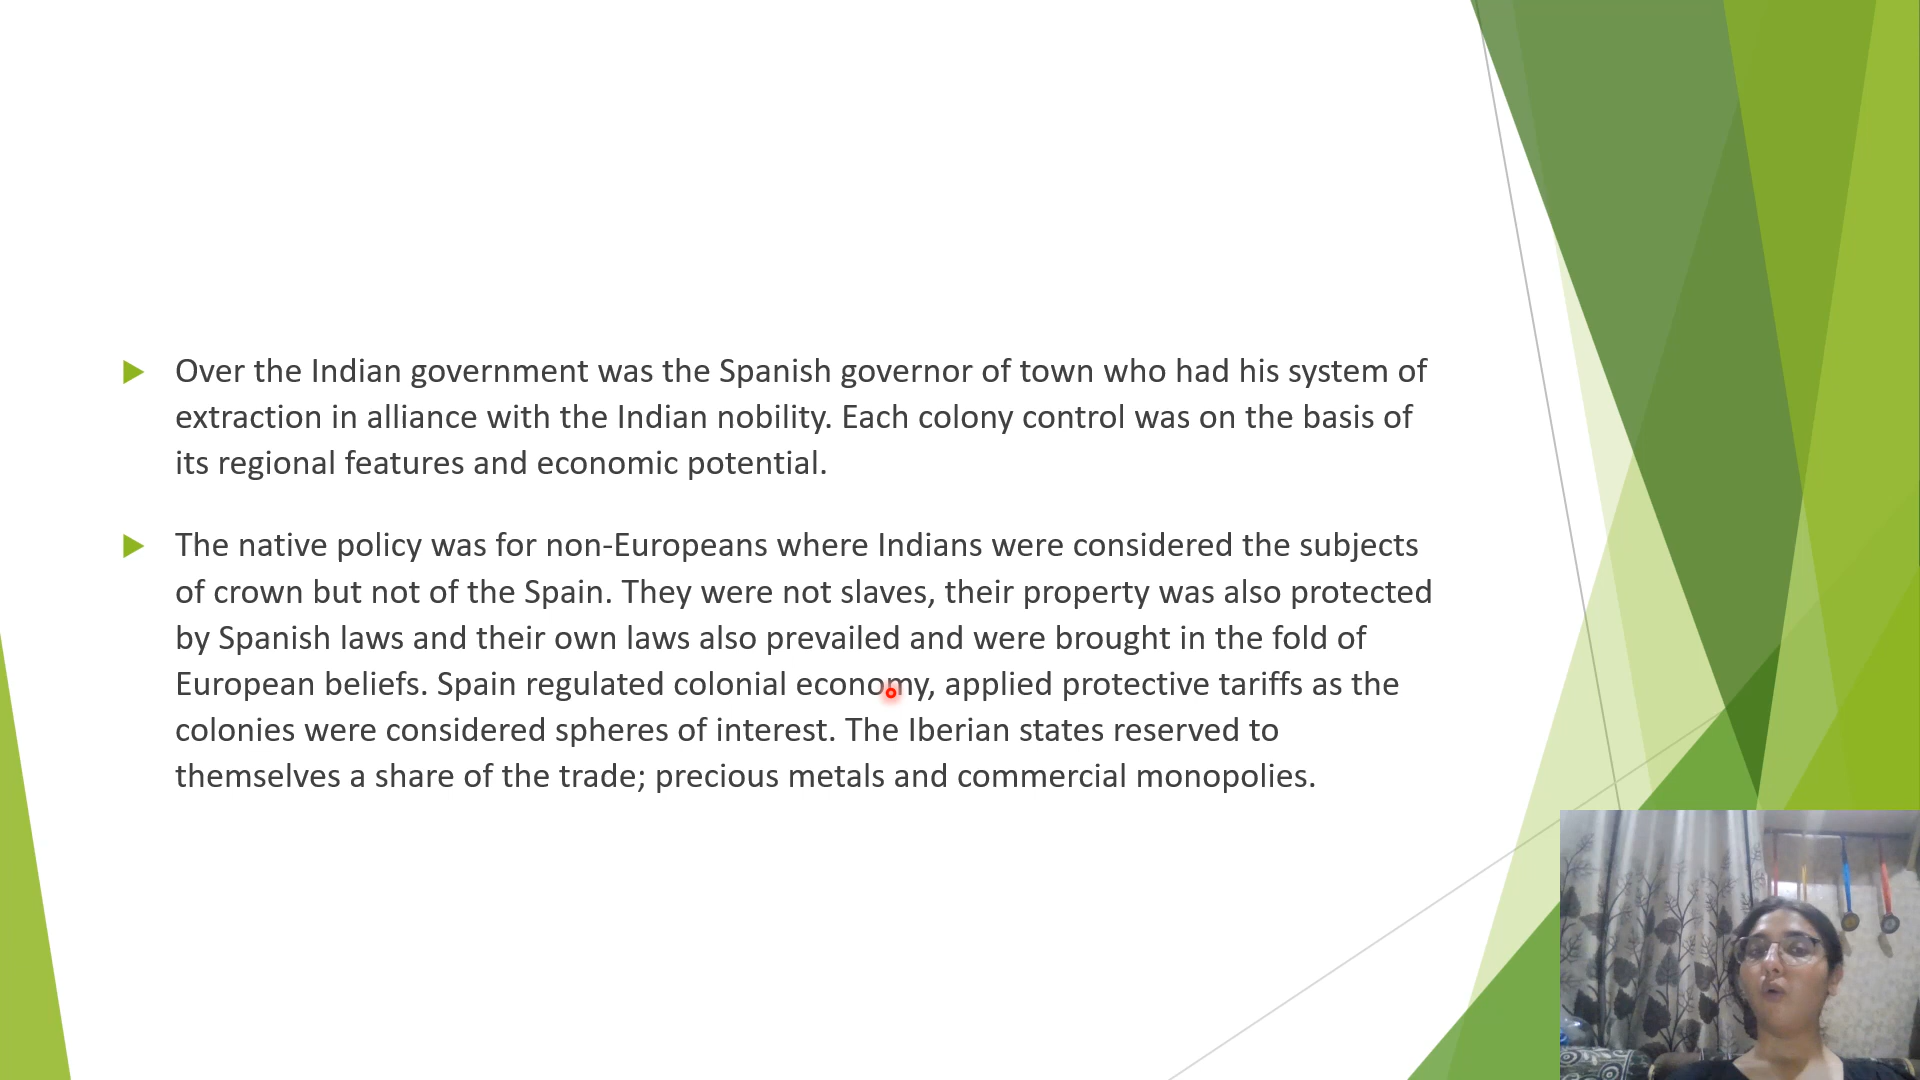 Over the Indian government was the Spanish governor of town who had his system of
extraction in alliance with the Indian nobility. Each colony control was on the basis of
its regional features and economic potential.
The native policy was for non-Europeans where Indians were considered the subjects
of crown but not of the Spain. They were not slaves, their property was also protected
by Spanish laws and their own laws also prevailed and were brought in the fold of
European beliefs. Spain regulated colonial economy, applied protective tariffs as the
colonies were considered spheres of interest. The Iberian states reserved to
themselves a share of the trade; precious metals and commercial monopolies.